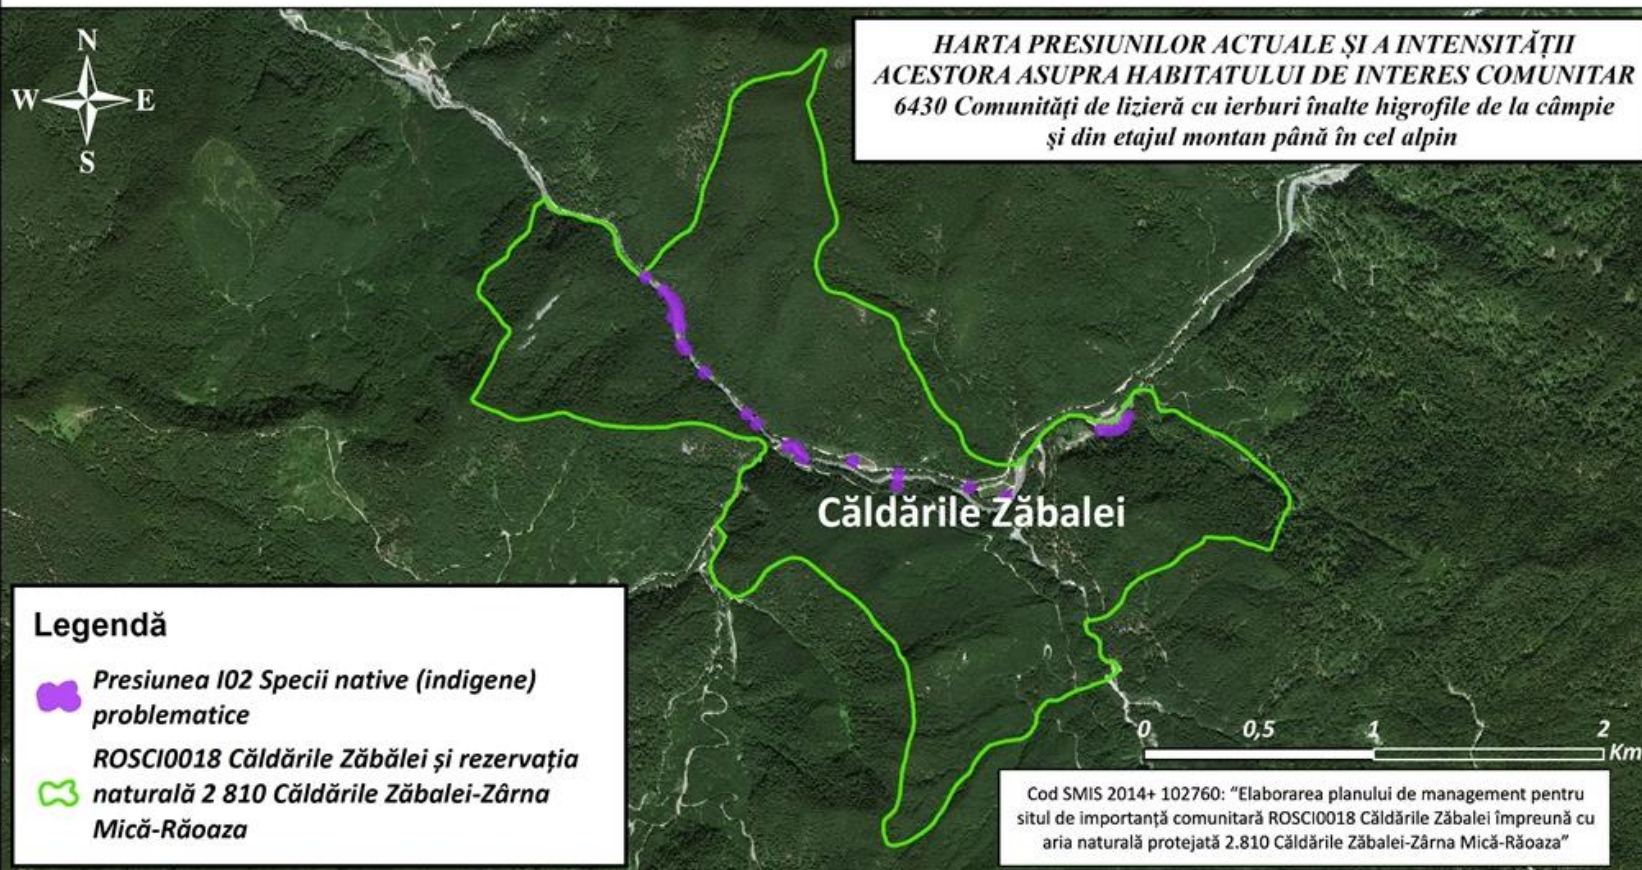 N
W E
S
HARTA PRESIUNILOR ACTUALE ȘI A INTENSITĂȚII
ACESTORA ASUPRA HABITATULUI DE INTERES COMUNITAR
6430 Comunități de lizieră cu ierburi înalte higrofile de la câmpie
și din etajul montan până în cel alpin
Căldările Zăbalei
Legendă
Presiunea I02 Specii native (indigene)
problematice
ROSCI0018 Căldările Zăbălei și rezervația
naturală 2 810 Căldările Zăbalei-Zârna
Mică-Răoaza
0 0,5 1 2
Km
Cod SMIS 2014+ 102760: “Elaborarea planului de management pentru
situl de importanță comunitară ROSCI0018 Căldările Zăbalei împreună cu
aria naturală protejată 2.810 Căldările Zăbalei-Zârna Mică-Răoaza”